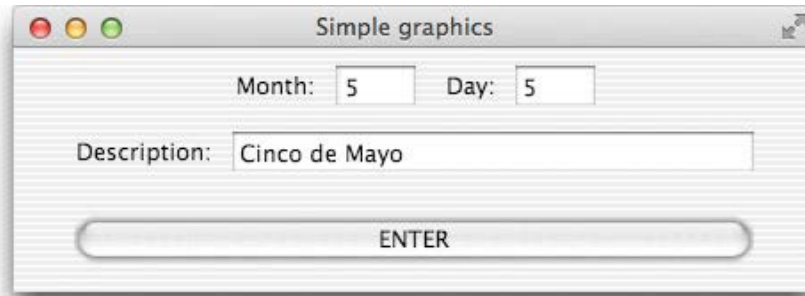 Simple graphics
Month: 5 Day: 5
Description: Cinco de Mayo
ENTER